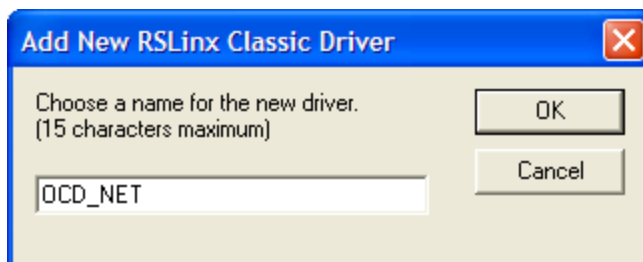 Add New RSLinx Classic Driver
Choose a name for the new driver.
(15 characters maximum)
OK
Cancel
OCD_NET